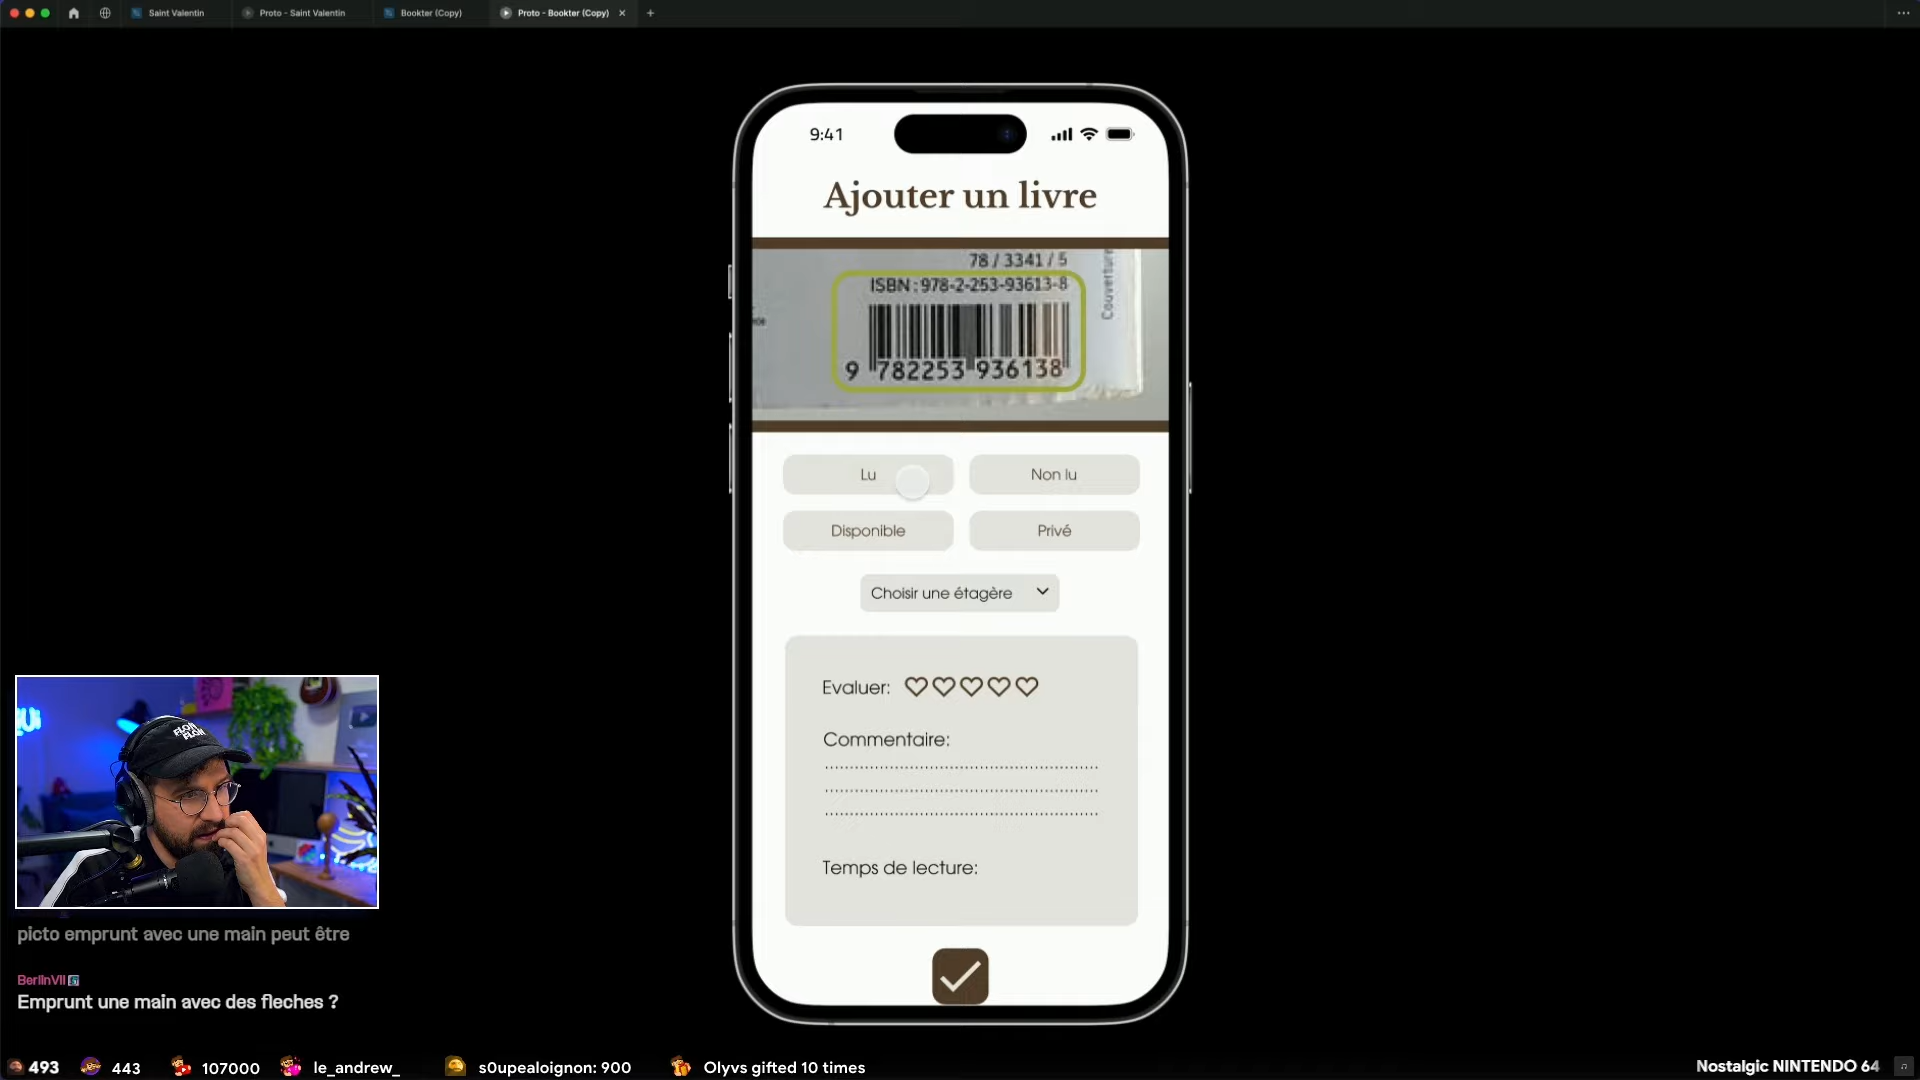 Saint Valentin
Proto - Saint Valentin
Bookter (Copy)
Proto - Bookter (Copy)
9:41
Ajouter un livre
78 / 3341 / 5
ISBN : 978-2-253-93613-8
9 782253 936138
Couverture
Lu
Non lu
Disponible
Privé
Choisir une étagère
Evaluer:
Commentaire:
Temps de lecture:
FLON
FLON
picto emprunt avec une main peut être
BerlinVII
Emprunt une main avec des fleches ?
493
443
107000
le_andrew_
s0upealoignon: 900
Olyvs gifted 10 times
Nostalgic NINTENDO 64